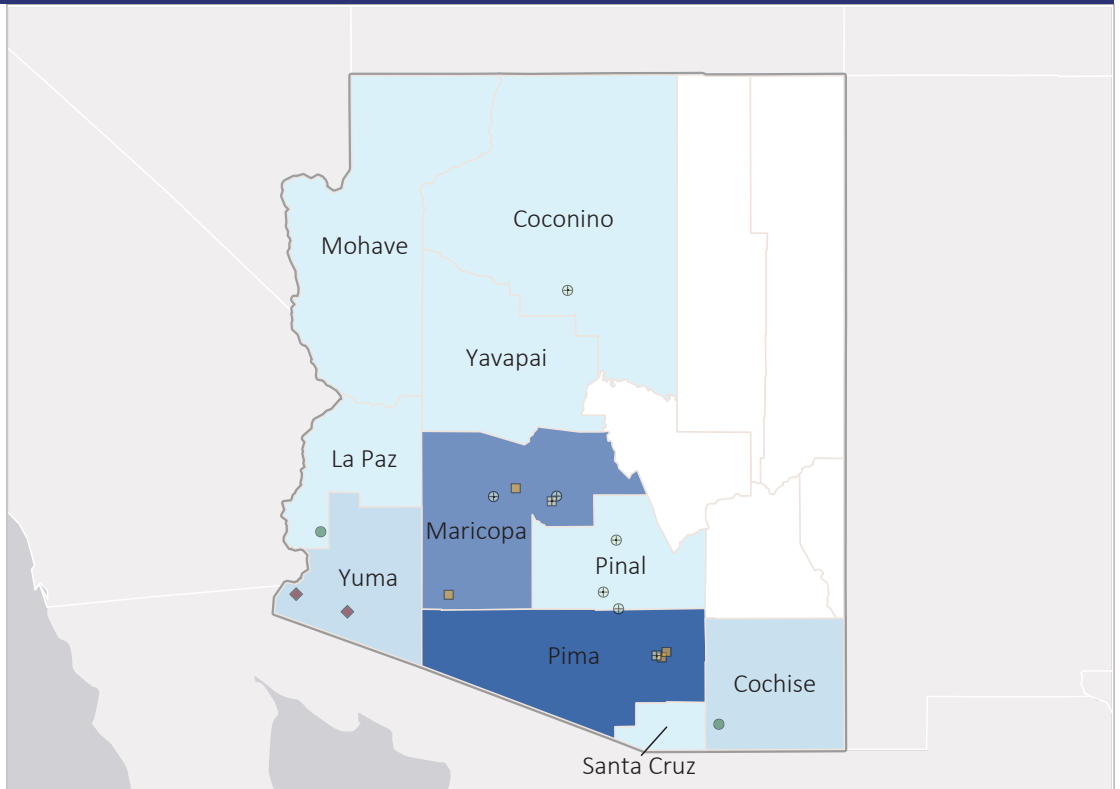 Coconino
Mohave
Yavapai
La Paz
Maricopa
Pinal
Yuma
Pima
Cochise
Santa Cruz